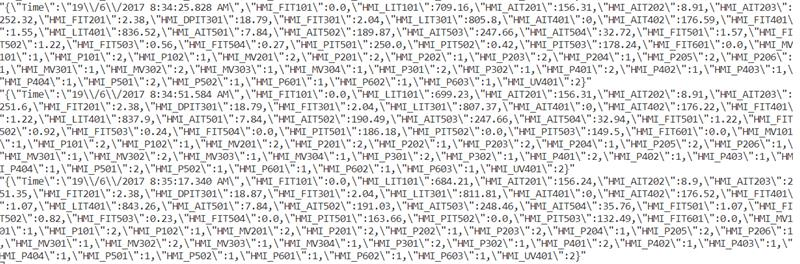 "{\"Time\":\"19\\/6\\/2017 8:34:25.828 AM\",\"HMI_FIT101\":0.0,\"HMI_LIT101\":709.16,\"HMI_AIT201\":156.31,\"HMI_AIT202\":8.91,\"HMI_AIT203\":
252.32,\"HMI_FIT201\":2.38,\"HMI_DPIT301\":18.79,\"HMI_FIT301\":2.04,\"HMI_LIT301\":805.8,\"HMI_AIT401\":0,\"HMI_AIT402\":176.59,\"HMI_FIT401\
":1.55,\"HMI_LIT401\":836.51,\"HMI_AIT501\":7.84,\"HMI_AIT502\":189.87,\"HMI_AIT503\":247.66,\"HMI_AIT504\":32.72,\"HMI_FIT501\":1.57,\"HMI_FI
T502\":1.22,\"HMI_FIT503\":0.56,\"HMI_FIT504\":0.27,\"HMI_PIT501\":250.0,\"HMI_PIT502\":0.42,\"HMI_PIT503\":178.24,\"HMI_FIT601\":0.0,\"HMI_MV
101\":1,\"HMI_P101\":2,\"HMI_P102\":1,\"HMI_MV201\":2,\"HMI_P201\":2,\"HMI_P202\":1,\"HMI_P203\":2,\"HMI_P204\":1,\"HMI_P205\":2,\"HMI_P206\":
1,\"HMI_MV301\":1,\"HMI_MV302\":2,\"HMI_MV303\":1,\"HMI_MV304\":1,\"HMI_P301\":2,\"HMI_P302\":1,\"HMI_P401\":2,\"HMI_P402\":1,\"HMI_P403\":1,\
"HMI_P404\":1,\"HMI_P501\":2,\"HMI_P502\":1,\"HMI_P601\":1,\"HMI_P602\":1,\"HMI_P603\":1,\"HMI_UV401\":2}"
"{\"Time\":\"19\\/6\\/2017 8:34:51.584 AM\",\"HMI_FIT101\":0.0,\"HMI_LIT101\":699.23,\"HMI_AIT201\":156.31,\"HMI_AIT202\":8.91,\"HMI_AIT203\":
251.6,\"HMI_FIT201\":2.38,\"HMI_DPIT301\":18.79,\"HMI_FIT301\":2.04,\"HMI_LIT301\":807.37,\"HMI_AIT401\":0,\"HMI_AIT402\":176.22,\"HMI_FIT401\
":1.22,\"HMI_LIT401\":837.9,\"HMI_AIT501\":7.84,\"HMI_AIT502\":190.49,\"HMI_AIT503\":247.66,\"HMI_AIT504\":32.94,\"HMI_FIT501\":1.22,\"HMI_FIT
502\":0.92,\"HMI_FIT503\":0.24,\"HMI_FIT504\":0.0,\"HMI_PIT501\":186.18,\"HMI_PIT502\":0.0,\"HMI_PIT503\":149.5,\"HMI_FIT601\":0.0,\"HMI_MV101
\":1,\"HMI_P101\":2,\"HMI_P102\":1,\"HMI_MV201\":2,\"HMI_P201\":2,\"HMI_P202\":1,\"HMI_P203\":2,\"HMI_P204\":1,\"HMI_P205\":2,\"HMI_P206\":1,\
"HMI_MV301\":1,\"HMI_MV302\":2,\"HMI_MV303\":1,\"HMI_MV304\":1,\"HMI_P301\":2,\"HMI_P302\":1,\"HMI_P401\":2,\"HMI_P402\":1,\"HMI_P403\":1,\"HM
I_P404\":1,\"HMI_P501\":2,\"HMI_P502\":1,\"HMI_P601\":1,\"HMI_P602\":1,\"HMI_P603\":1,\"HMI_UV401\":2}"
"{\"Time\":\"19\\/6\\/2017 8:35:17.340 AM\",\"HMI_FIT101\":0.0,\"HMI_LIT101\":684.21,\"HMI_AIT201\":156.24,\"HMI_AIT202\":8.9,\"HMI_AIT203\":2
51.35,\"HMI_FIT201\":2.38,\"HMI_DPIT301\":18.87,\"HMI_FIT301\":2.04,\"HMI_LIT301\":811.81,\"HMI_AIT401\":0,\"HMI_AIT402\":176.52,\"HMI_FIT401\
":1.07,\"HMI_LIT401\":843.26,\"HMI_AIT501\":7.84,\"HMI_AIT502\":191.03,\"HMI_AIT503\":248.46,\"HMI_AIT504\":35.76,\"HMI_FIT501\":1.07,\"HMI_FI
T502\":0.82,\"HMI_FIT503\":0.23,\"HMI_FIT504\":0.0,\"HMI_PIT501\":163.66,\"HMI_PIT502\":0.0,\"HMI_PIT503\":132.49,\"HMI_FIT601\":0.0,\"HMI_MV1
01\":1,\"HMI_P101\":2,\"HMI_P102\":1,\"HMI_MV201\":2,\"HMI_P201\":2,\"HMI_P202\":1,\"HMI_P203\":2,\"HMI_P204\":1,\"HMI_P205\":2,\"HMI_P206\":1
,\"HMI_MV301\":1,\"HMI_MV302\":2,\"HMI_MV303\":1,\"HMI_MV304\":1,\"HMI_P301\":2,\"HMI_P302\":1,\"HMI_P401\":2,\"HMI_P402\":1,\"HMI_P403\":1,\"
HMI_P404\":1,\"HMI_P501\":1,\"HMI_P502\":1,\"HMI_P601\":1,\"HMI_P602\":1,\"HMI_P603\":1,\"HMI_UV401\":2}"